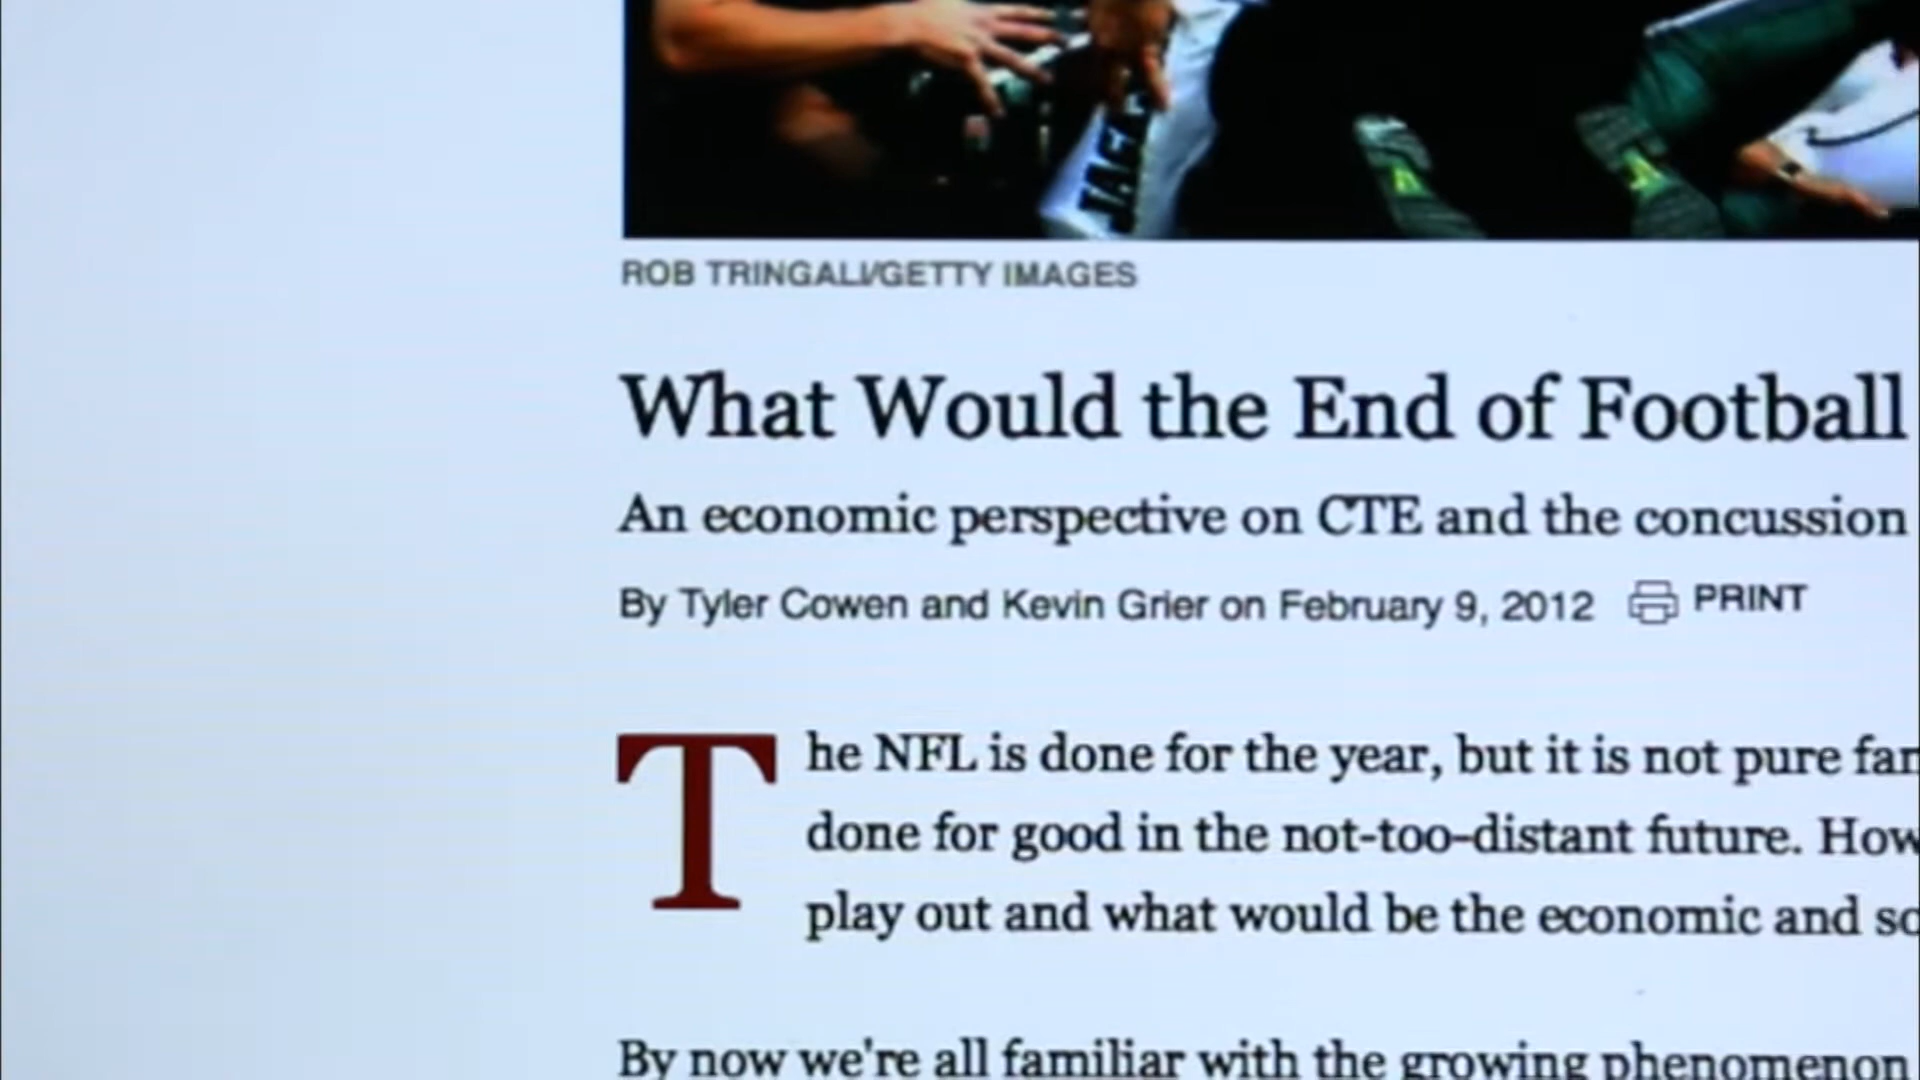 JAGS
ROB TRINGALI/GETTY IMAGES
What Would the End of Football
An economic perspective on CTE and the concussion
By Tyler Cowen and Kevin Grier on February 9, 2012 PRINT
The NFL is done for the year, but it is not pure
done for good in the not-too-distant future. How
play out and what would be the economic and
By now we're all familiar with the growing phenomenon